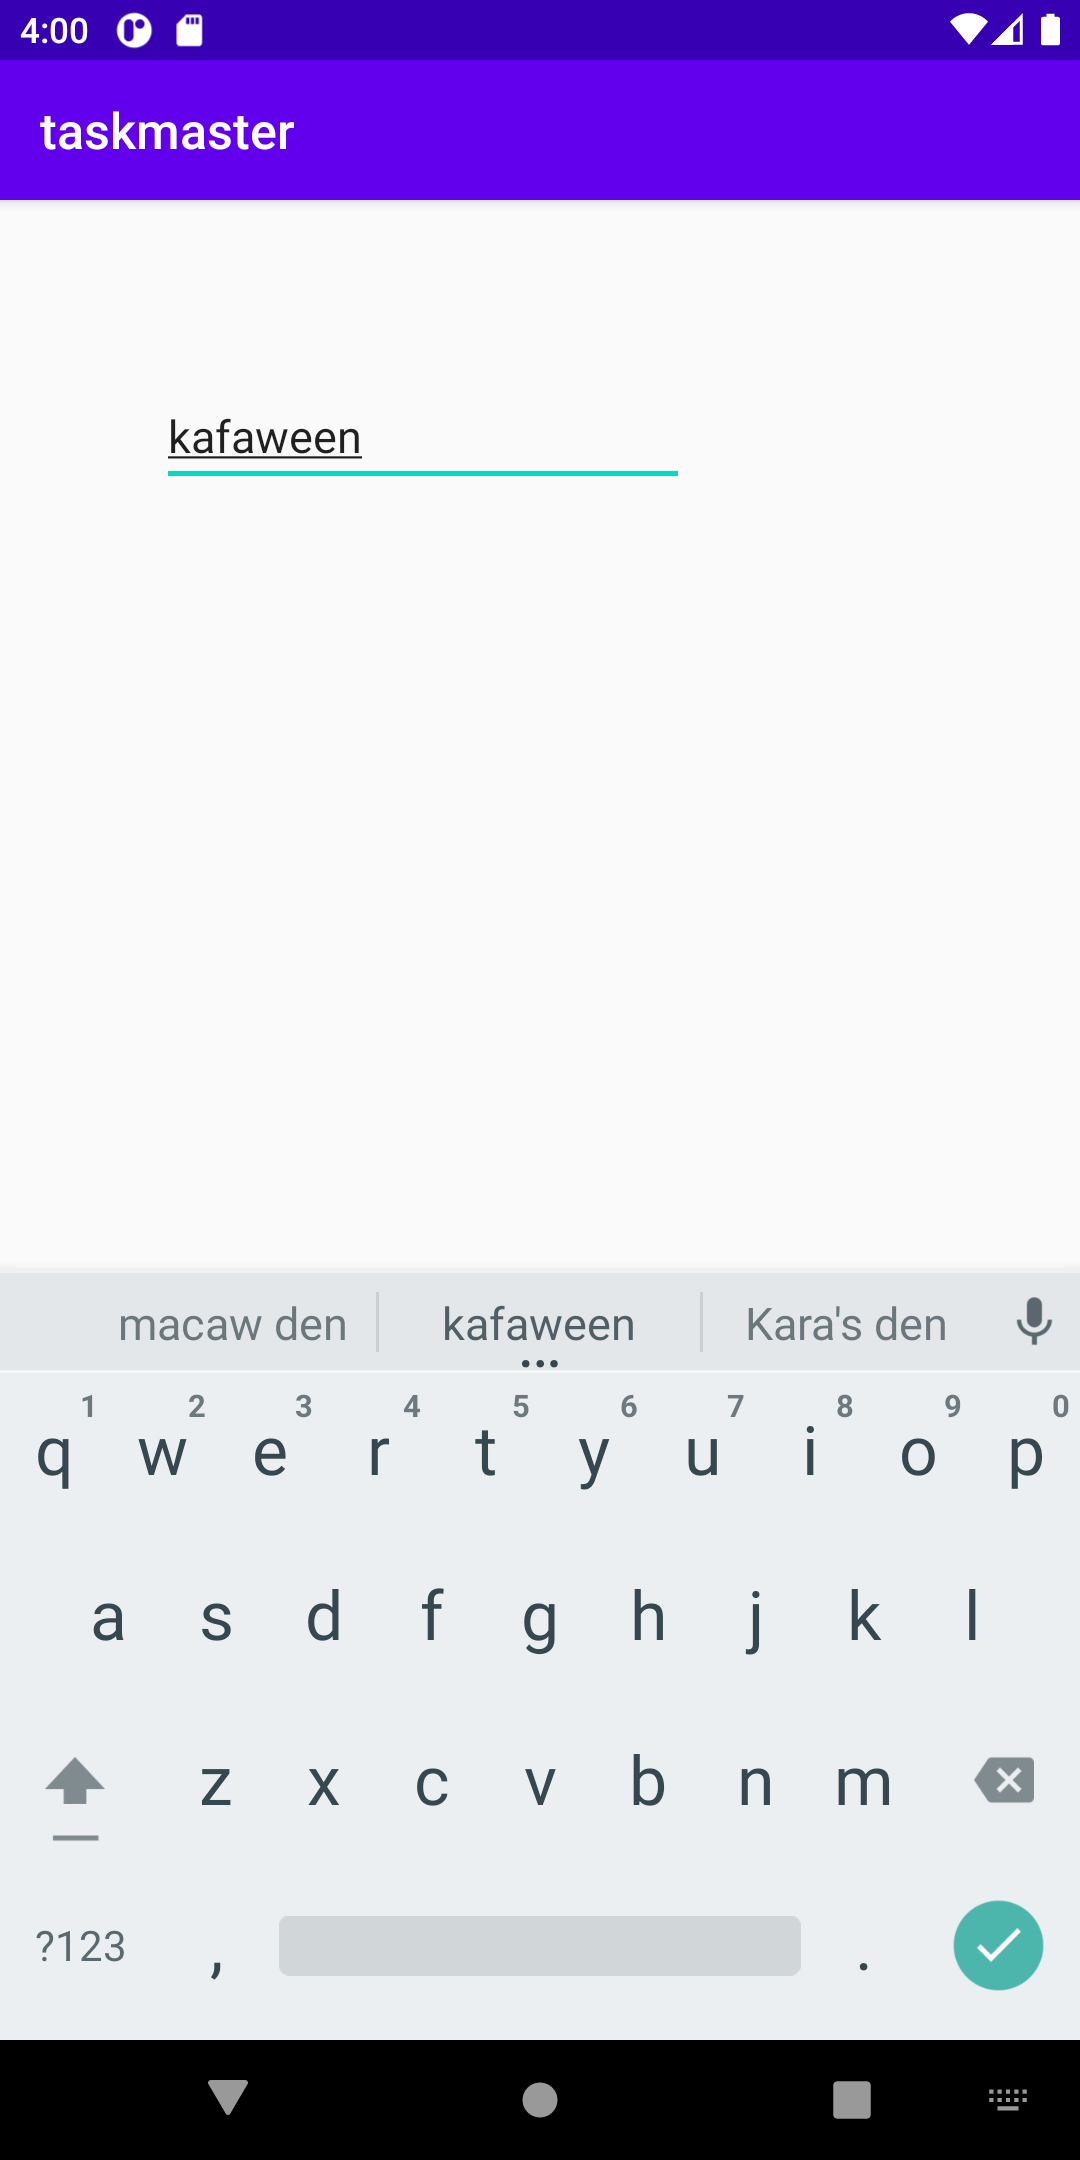 4:00
taskmaster
kafaween
macaw den kafaween Kara's den
1 2 3 4 5 6 7 8 9 0
q w e r t y u i o p
a s d f g h j k l
z x c v b n m
?123 , .